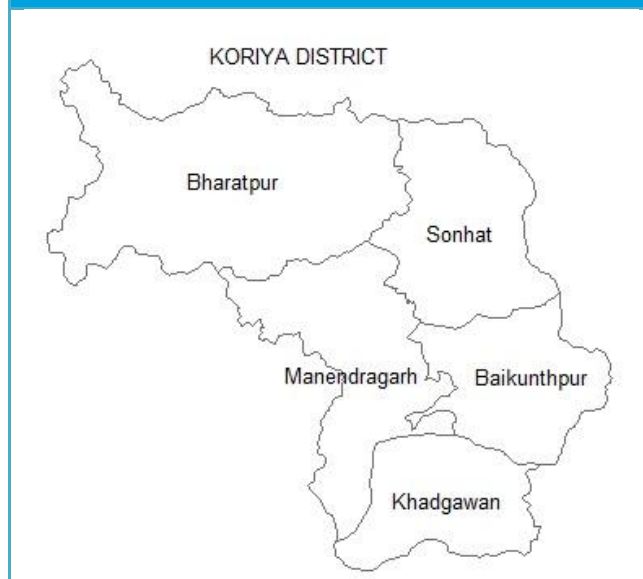 KORIYA DISTRICT
Bharatpur
Sonhat
Manendragarh
Baikunthpur
Khadgawan